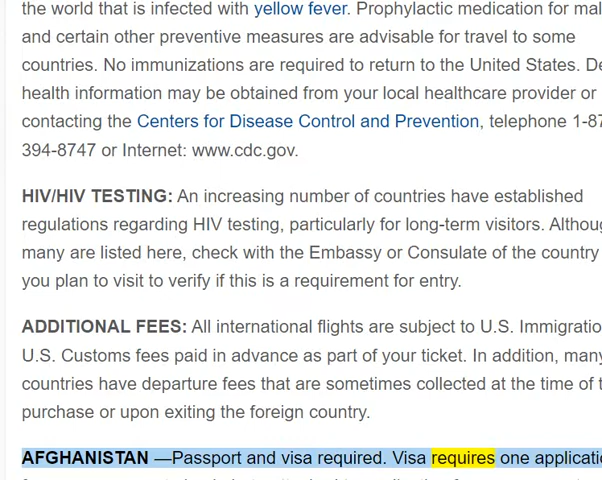 the world that is infected with yellow fever. Prophylactic medication for mal
and certain other preventive measures are advisable for travel to some
countries. No immunizations are required to return to the United States. De
health information may be obtained from your local healthcare provider or
contacting the Centers for Disease Control and Prevention, telephone 1-87
394-8747 or Internet: www.cdc.gov.
HIV/HIV TESTING: An increasing number of countries have established
regulations regarding HIV testing, particularly for long-term visitors. Althoug
many are listed here, check with the Embassy or Consulate of the country
you plan to visit to verify if this is a requirement for entry.
ADDITIONAL FEES: All international flights are subject to U.S. Immigratio
U.S. Customs fees paid in advance as part of your ticket. In addition, many
countries have departure fees that are sometimes collected at the time of t
purchase or upon exiting the foreign country.
AFGHANISTAN —Passport and visa required. Visa requires one applicatio